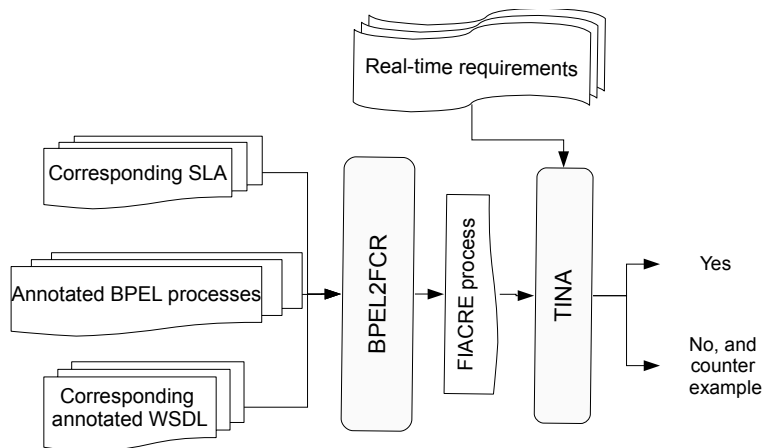 Real-time requirements
Corresponding SLA
Annotated BPEL processes
Corresponding
annotated WSDL
BPEL2FCR
FIACRE process
TINA
Yes
No, and
counter
example